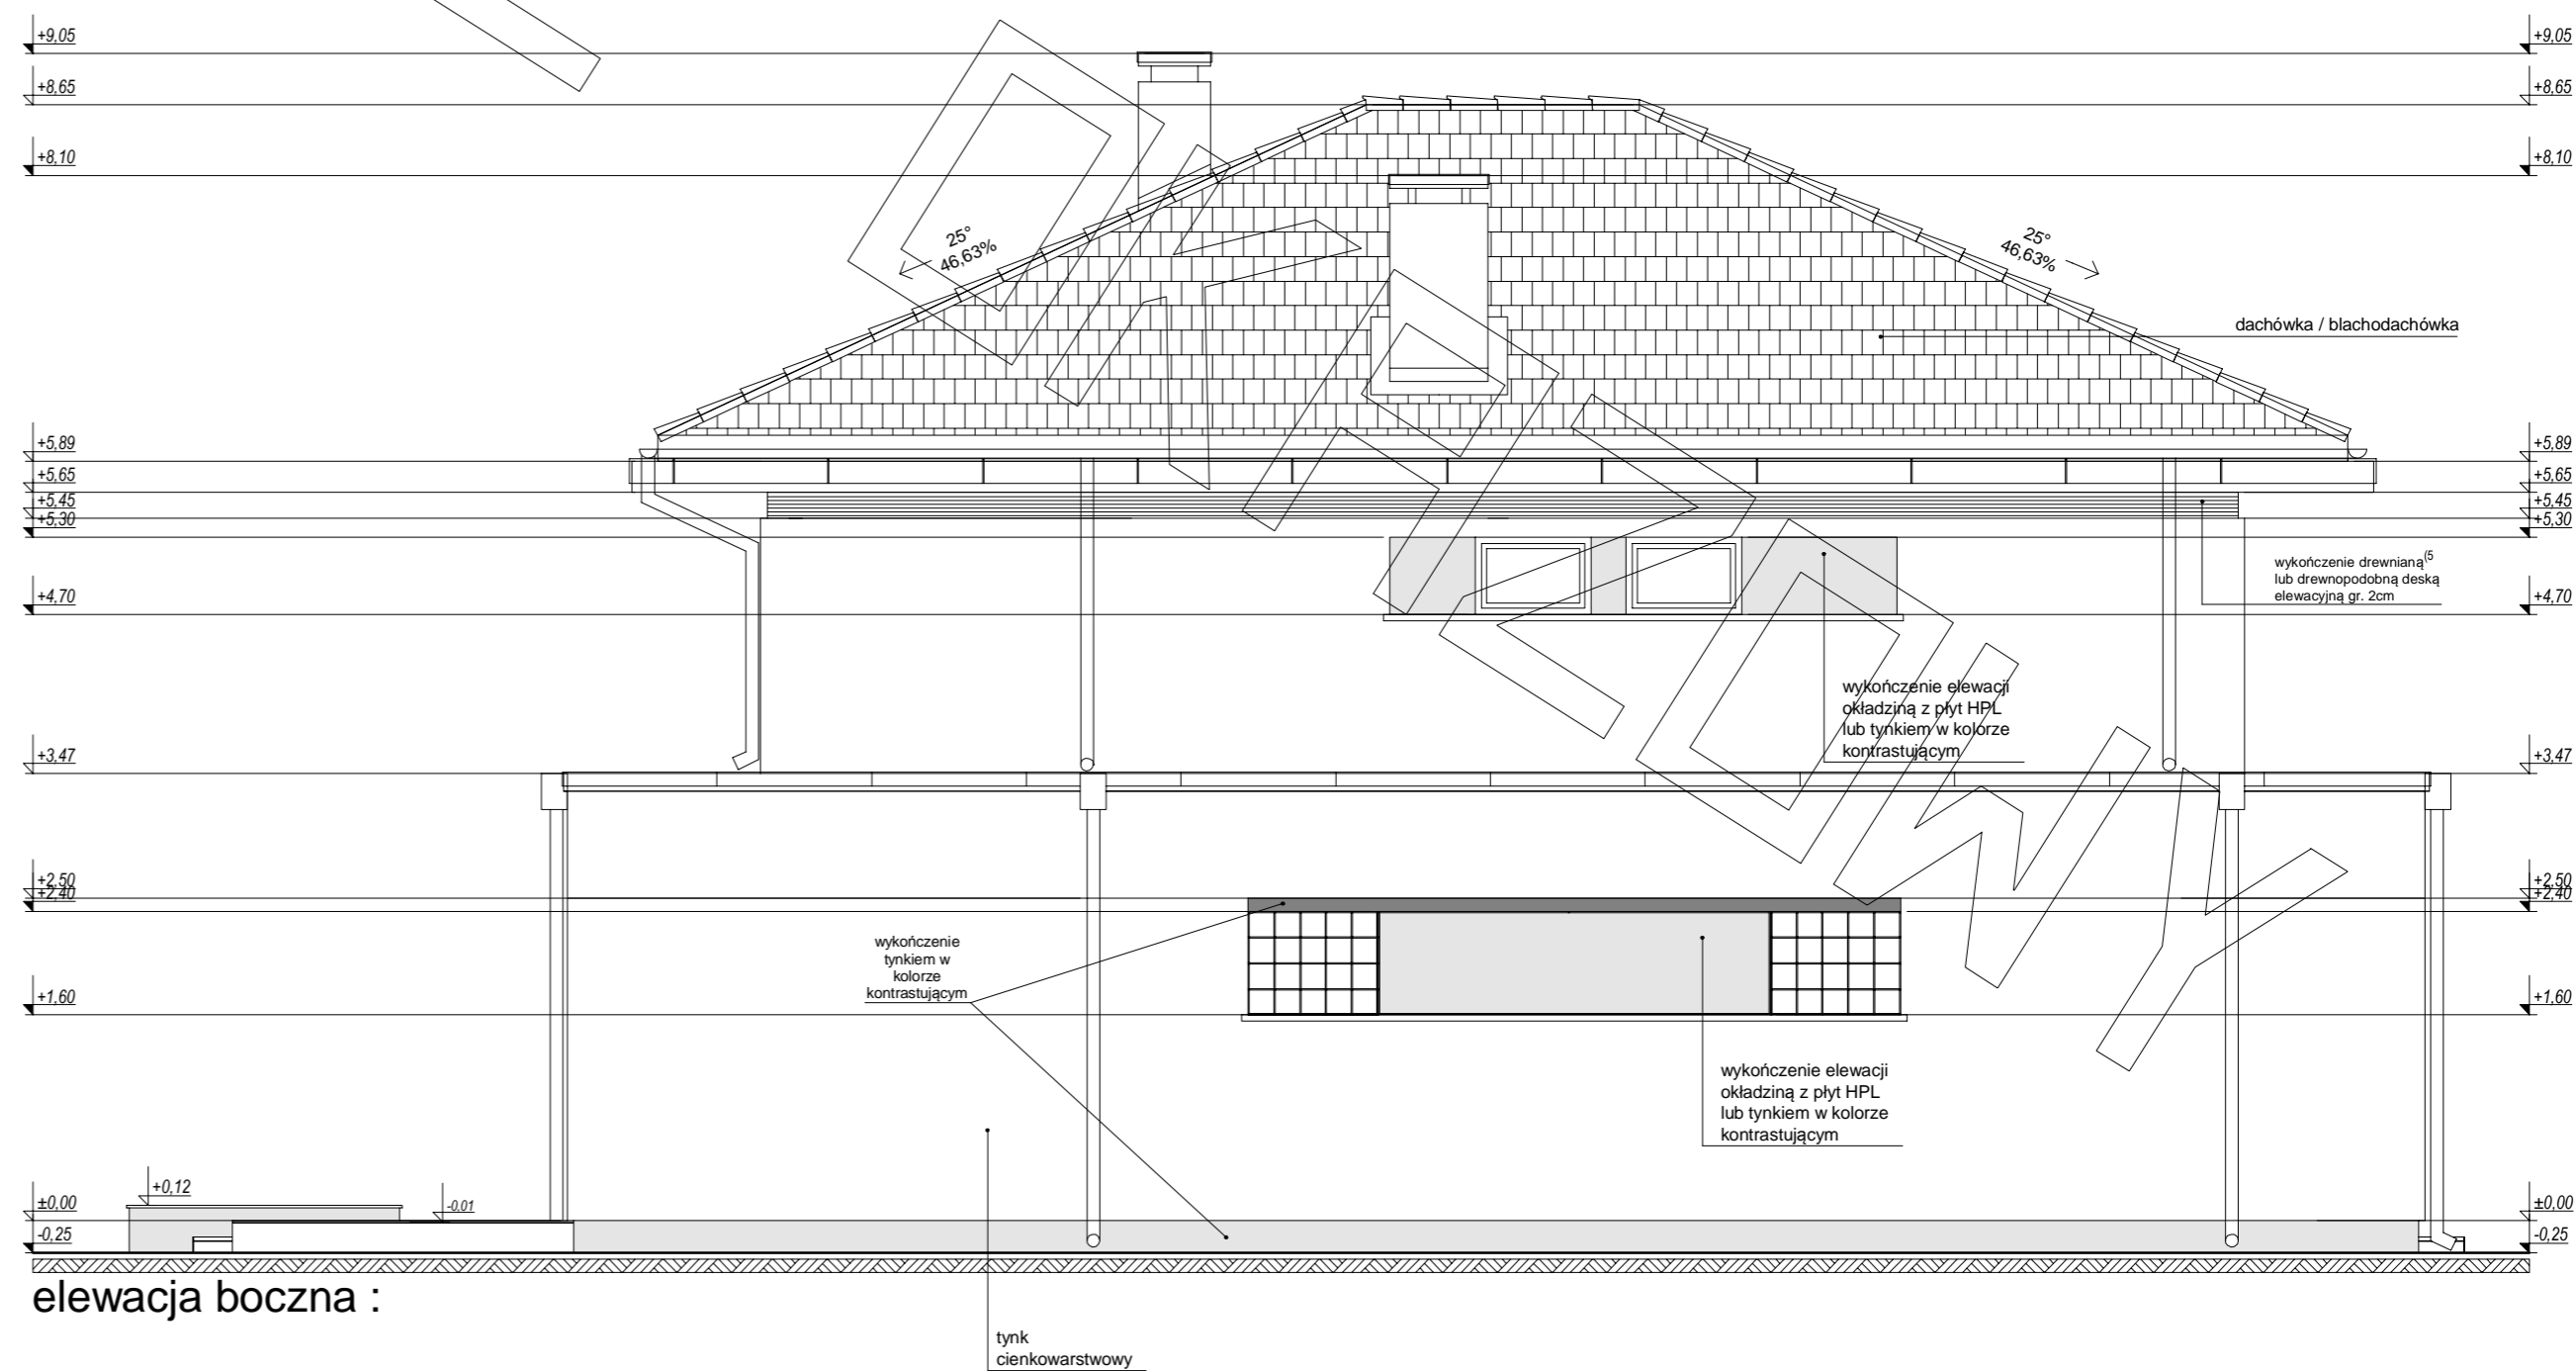 +9,05
+9,05
+8,65
+8,65
+8,10
+8,10
25°
46,63%
25°
46,63%
dachówka / blachodachówka
+5,89
+5,89
+5,65
+5,65
+5,45
+5,45
+5,30
+5,30
wykończenie drewnianą(5
lub drewnopodobną deską
elewacyjną gr. 2cm
+4,70
+4,70
wykończenie elewacji
okładziną z płyt HPL
lub tynkiem w kolorze
kontrastującym
+3,47
+3,47
+2,50
+2,50
+2,40
+2,40
wykończenie
tynkiem w
kolorze
kontrastującym
+1,60
+1,60
wykończenie elewacji
okładziną z płyt HPL
lub tynkiem w kolorze
kontrastującym
+0,12
-0,01
±0,00
±0,00
-0,25
-0,25
elewacja boczna :
tynk
cienkowarstwowy